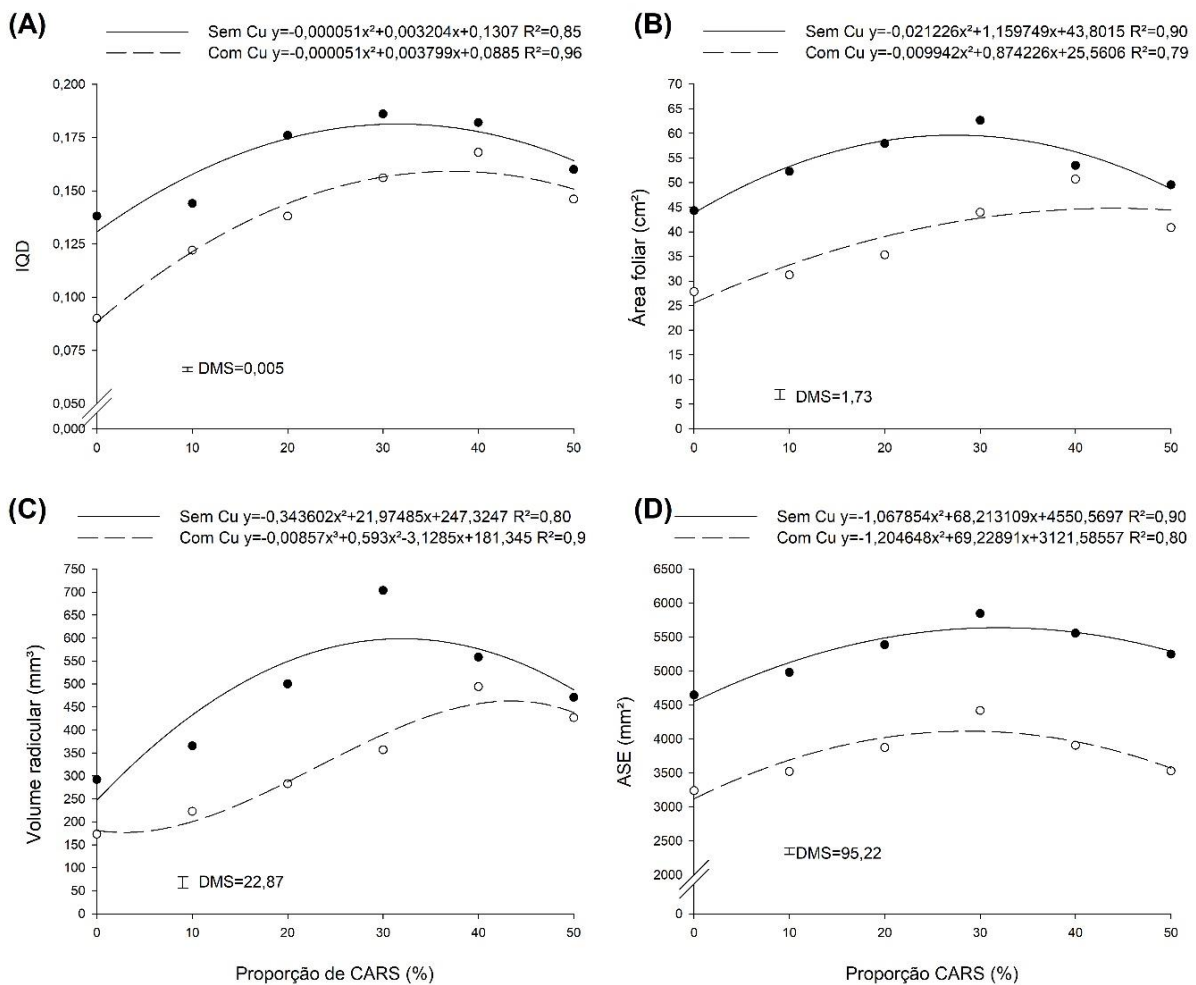 (A)
Sem Cu y=-0,000051x²+0,003204x+0,1307 R²=0,85
Com Cu y=-0,000051x²+0,003799x+0,0885 R²=0,96
0,200
0,175
0,150
0,125
0,100
0,075
0,050
0,000
IQD
DMS=0,005
0 10 20 30 40 50
(B)
Sem Cu y=-0,021226x²+1,159749x+43,8015 R²=0,90
Com Cu y=-0,009942x²+0,874226x+25,5606 R²=0,79
70
65
60
55
50
45
40
35
30
25
20
15
10
5
0
Área foliar (cm²)
DMS=1,73
0 10 20 30 40 50
(C)
Sem Cu y=-0,343602x²+21,97485x+247,3247 R²=0,80
Com Cu y=-0,00857x³+0,593x²-3,1285x+181,345 R²=0,9
750
700
650
600
550
500
450
400
350
300
250
200
150
100
50
0
Volume radicular (mm³)
DMS=22,87
0 10 20 30 40 50
Proporção de CARS (%)
(D)
Sem Cu y=-1,067854x²+68,213109x+4550,5697 R²=0,90
Com Cu y=-1,204648x²+69,22891x+3121,58557 R²=0,80
6500
6000
5500
5000
4500
4000
3500
3000
2500
2000
0
ASE (mm²)
DMS=95,22
0 10 20 30 40 50
Proporção CARS (%)